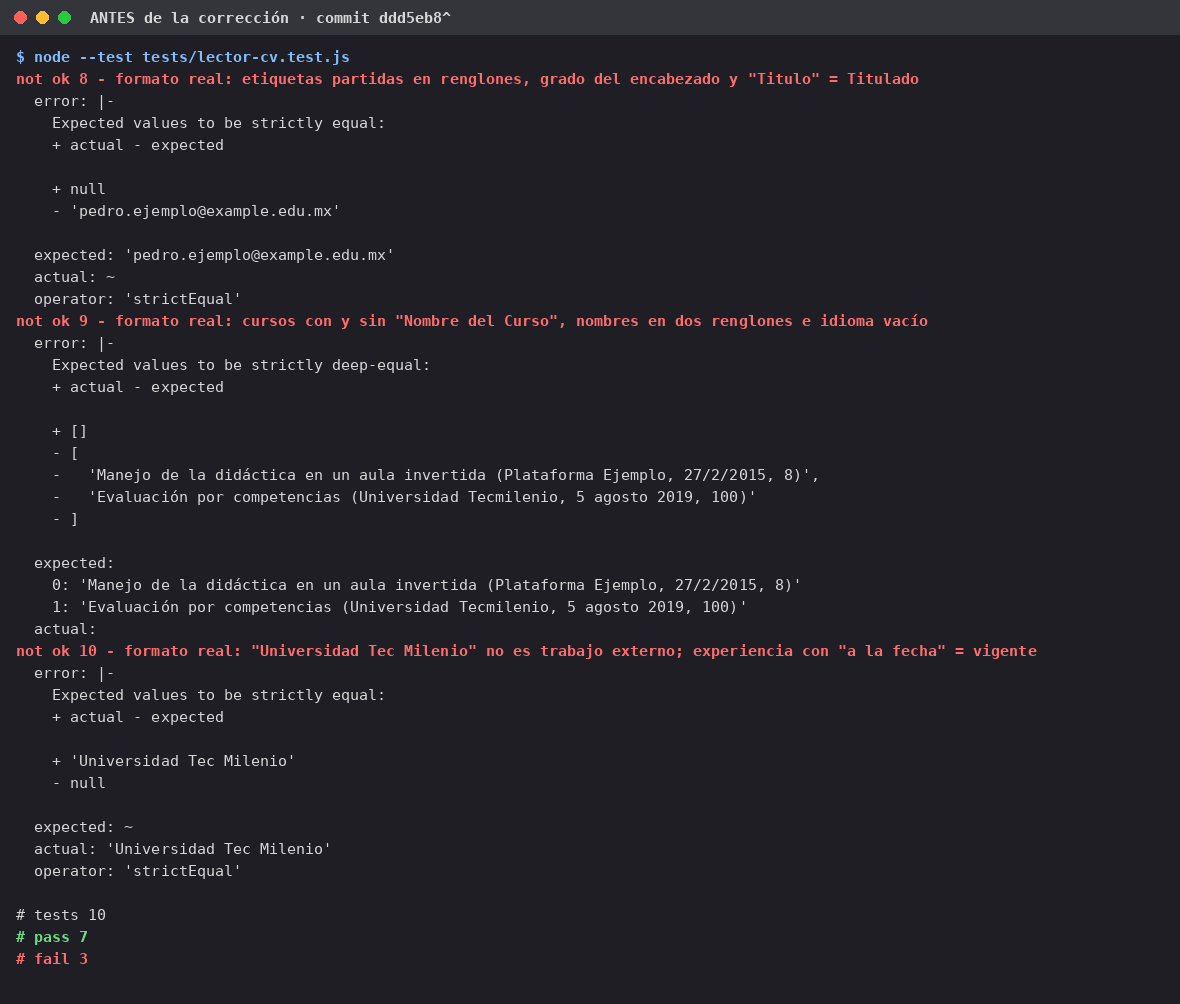 ANTES de la corrección · commit ddd5eb8^
$ node --test tests/lector-cv.test.js
not ok 8 - formato real: etiquetas partidas en renglones, grado del encabezado y "Titulo" = Titulado
  error: |-
    Expected values to be strictly equal:
    + actual - expected

    + null
    - 'pedro.ejemplo@example.edu.mx'

  expected: 'pedro.ejemplo@example.edu.mx'
  actual: ~
  operator: 'strictEqual'
not ok 9 - formato real: cursos con y sin "Nombre del Curso", nombres en dos renglones e idioma vacío
  error: |-
    Expected values to be strictly deep-equal:
    + actual - expected

    + []
    - [
    -   'Manejo de la didáctica en un aula invertida (Plataforma Ejemplo, 27/2/2015, 8)',
    -   'Evaluación por competencias (Universidad Tecmilenio, 5 agosto 2019, 100)'
    - ]

  expected:
    0: 'Manejo de la didáctica en un aula invertida (Plataforma Ejemplo, 27/2/2015, 8)'
    1: 'Evaluación por competencias (Universidad Tecmilenio, 5 agosto 2019, 100)'
  actual:
not ok 10 - formato real: "Universidad Tec Milenio" no es trabajo externo; experiencia con "a la fecha" = vigente
  error: |-
    Expected values to be strictly equal:
    + actual - expected

    + 'Universidad Tec Milenio'
    - null

  expected: ~
  actual: 'Universidad Tec Milenio'
  operator: 'strictEqual'

# tests 10
# pass 7
# fail 3